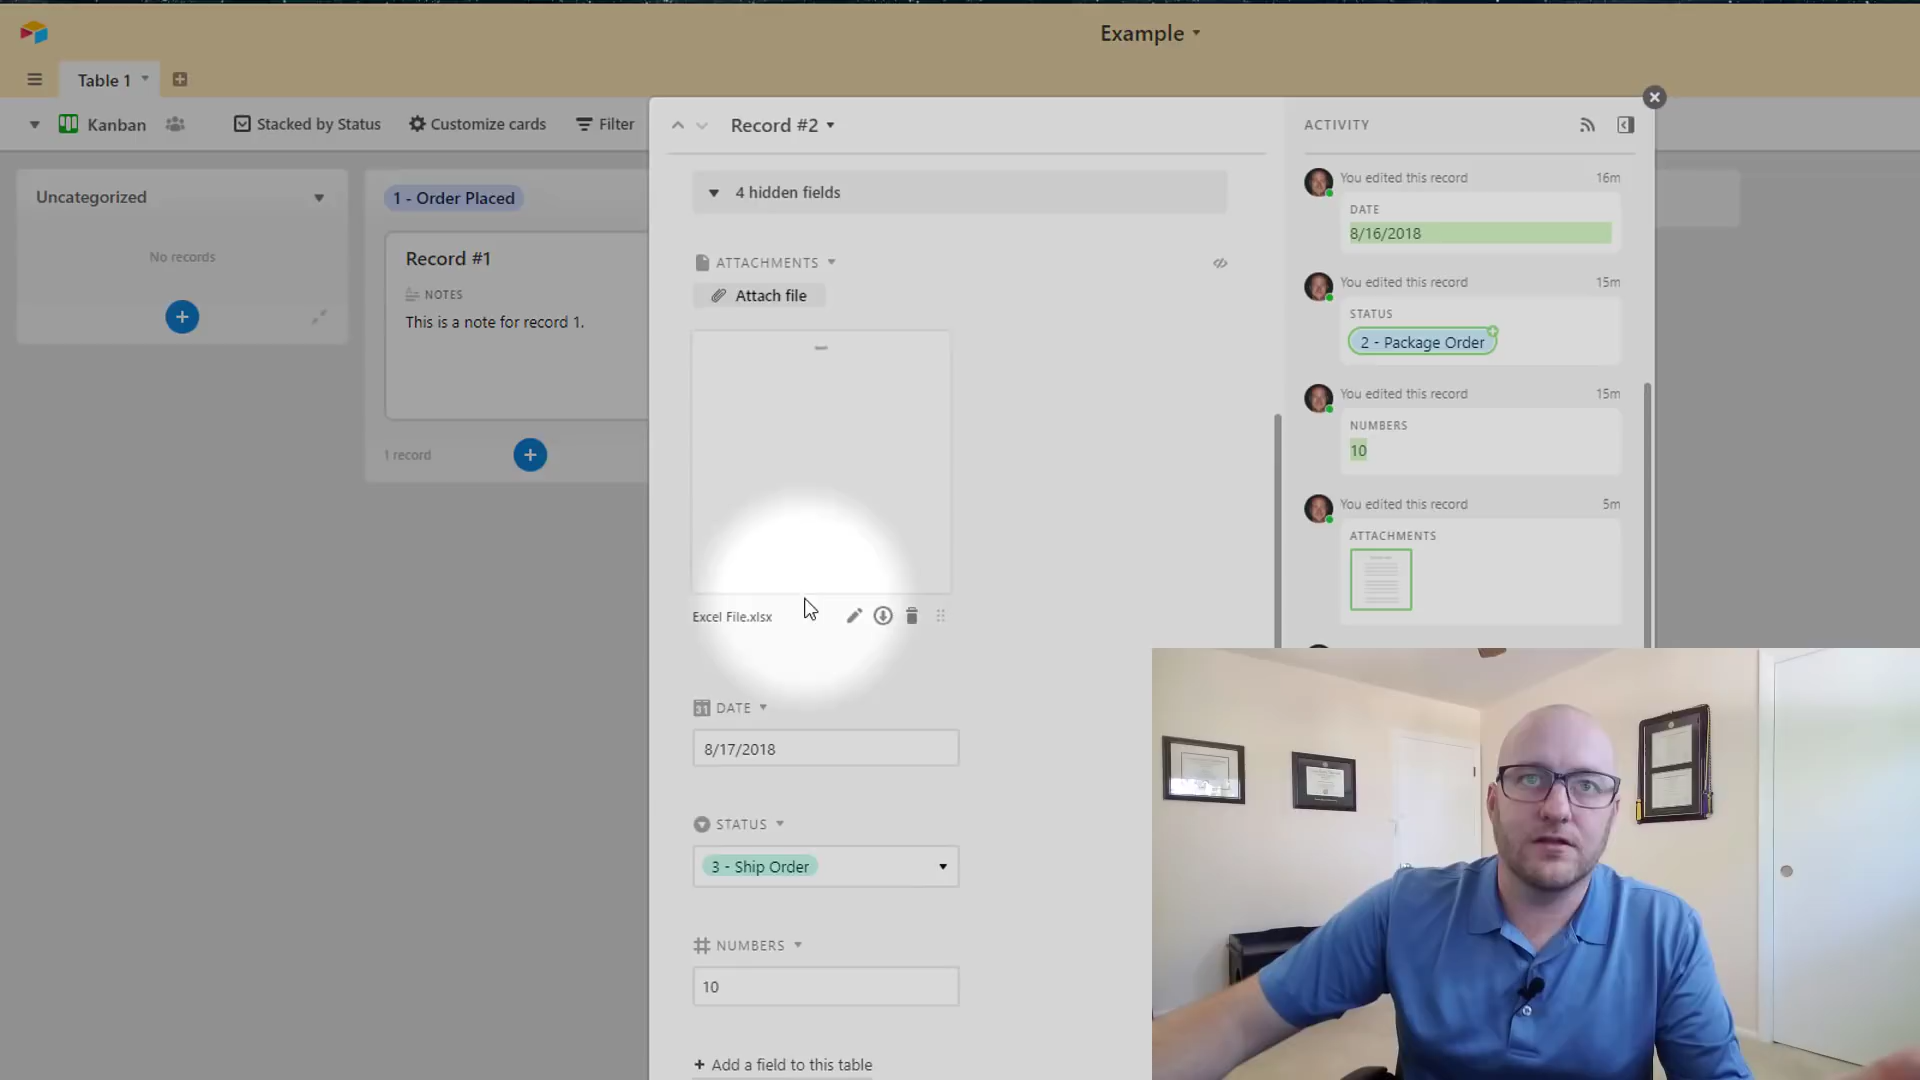 Example
Table 1
Kanban
Stacked by Status
Customize cards
Filter
Uncategorized
No records
1 - Order Placed
Record #1
NOTES
This is a note for record 1.
1 record
Record #2
4 hidden fields
ATTACHMENTS
Attach file
Excel File.xlsx
31 DATE
8/17/2018
STATUS
3 - Ship Order
NUMBERS
10
+ Add a field to this table
ACTIVITY
You edited this record 16m
DATE
8/16/2018
You edited this record 15m
STATUS
2 - Package Order
You edited this record 15m
NUMBERS
10
You edited this record 5m
ATTACHMENTS